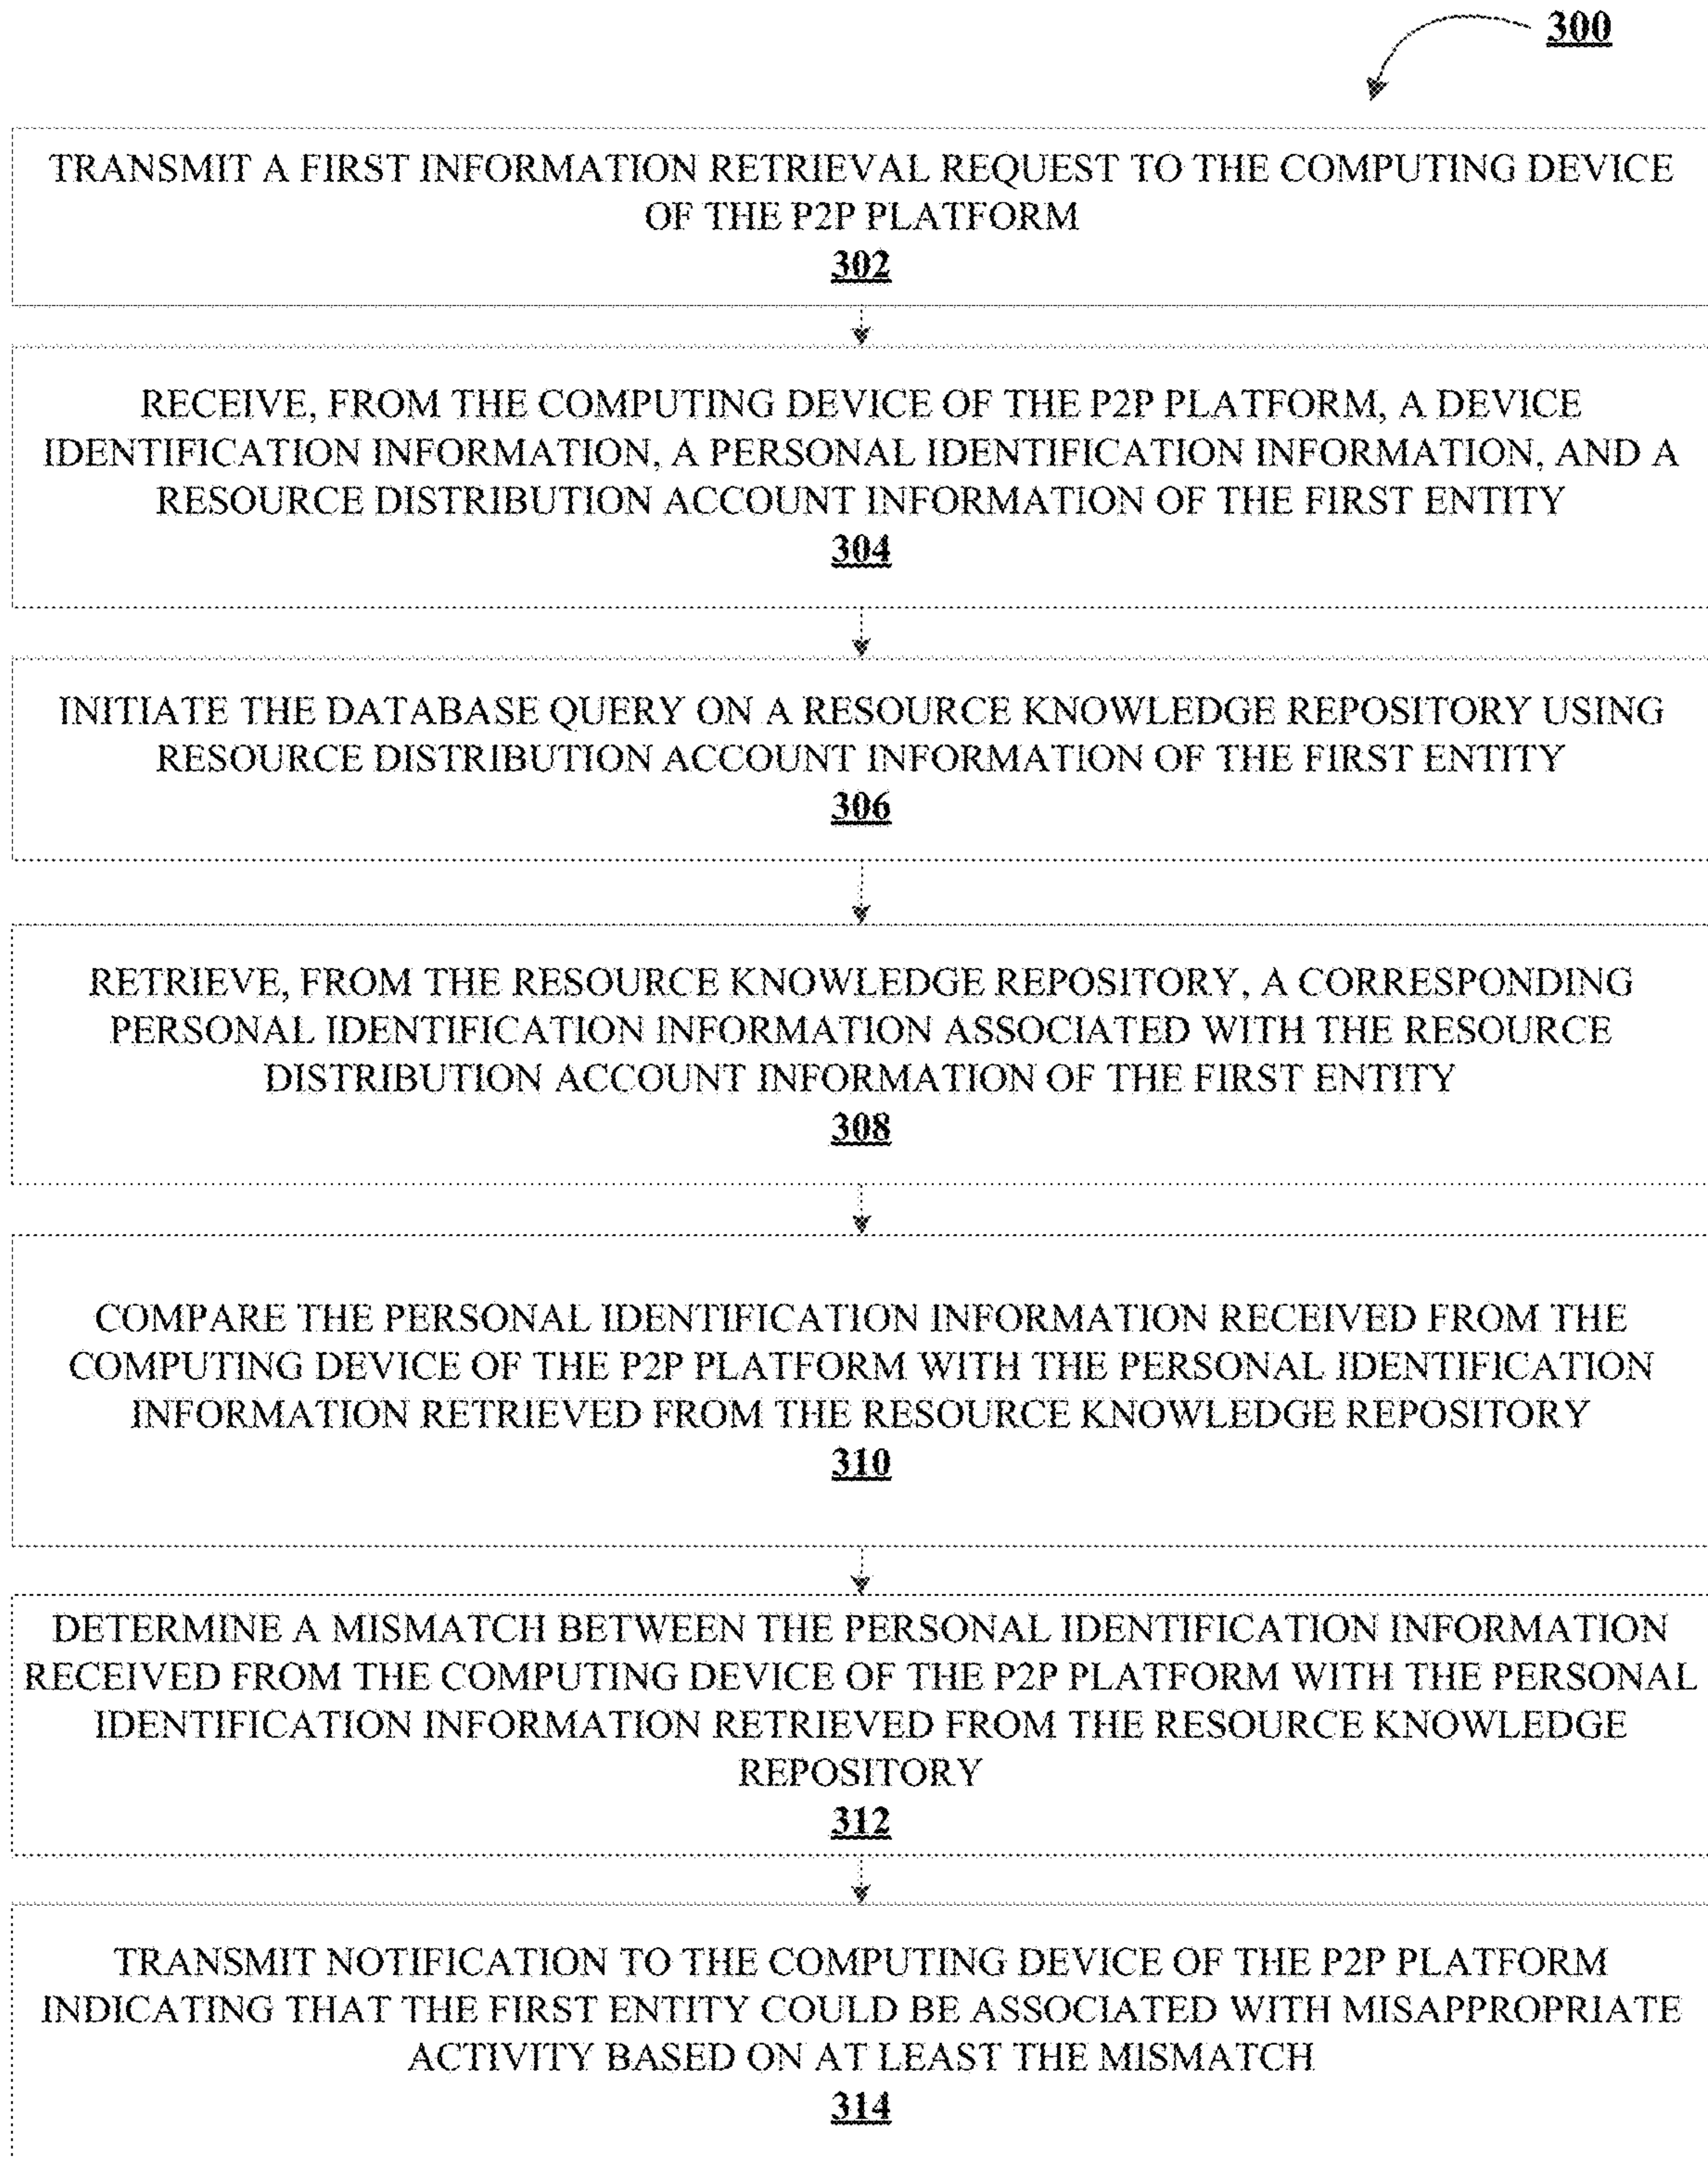 300
TRANSMIT A FIRST INFORMATION RETRIEVAL REQUEST TO THE COMPUTING DEVICE
OF THE P2P PLATFORM
302
RECEIVE, FROM THE COMPUTING DEVICE OF THE P2P PLATFORM, A DEVICE
IDENTIFICATION INFORMATION, A PERSONAL IDENTIFICATION INFORMATION, AND A
RESOURCE DISTRIBUTION ACCOUNT INFORMATION OF THE FIRST ENTITY
304
INITIATE THE DATABASE QUERY ON A RESOURCE KNOWLEDGE REPOSITORY USING
RESOURCE DISTRIBUTION ACCOUNT INFORMATION OF THE FIRST ENTITY
306
RETRIEVE, FROM THE RESOURCE KNOWLEDGE REPOSITORY, A CORRESPONDING
PERSONAL IDENTIFICATION INFORMATION ASSOCIATED WITH THE RESOURCE
DISTRIBUTION ACCOUNT INFORMATION OF THE FIRST ENTITY
308
COMPARE THE PERSONAL IDENTIFICATION INFORMATION RECEIVED FROM THE
COMPUTING DEVICE OF THE P2P PLATFORM WITH THE PERSONAL IDENTIFICATION
INFORMATION RETRIEVED FROM THE RESOURCE KNOWLEDGE REPOSITORY
310
DETERMINE A MISMATCH BETWEEN THE PERSONAL IDENTIFICATION INFORMATION
RECEIVED FROM THE COMPUTING DEVICE OF THE P2P PLATFORM WITH THE PERSONAL
IDENTIFICATION INFORMATION RETRIEVED FROM THE RESOURCE KNOWLEDGE
REPOSITORY
312
TRANSMIT NOTIFICATION TO THE COMPUTING DEVICE OF THE P2P PLATFORM
INDICATING THAT THE FIRST ENTITY COULD BE ASSOCIATED WITH MISAPPROPRIATE
ACTIVITY BASED ON AT LEAST THE MISMATCH
314